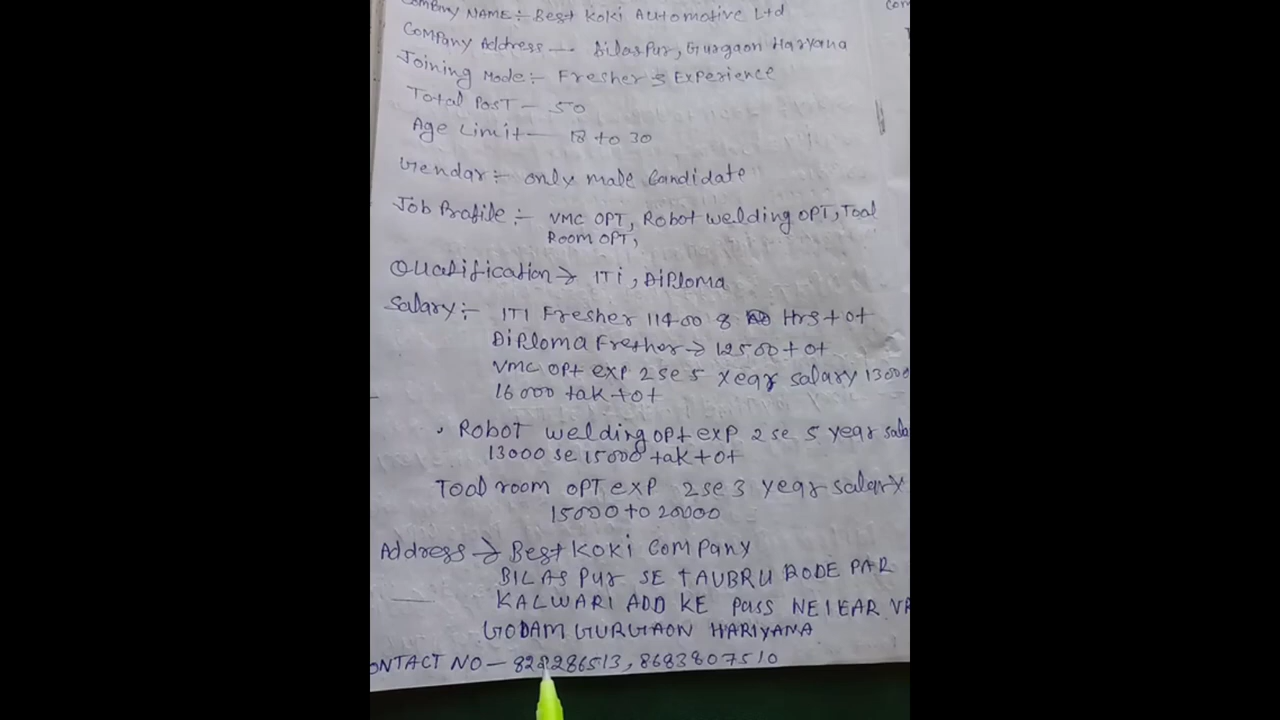 Company NAME:- Best Koki Automotive Ltd
Com
Company Address — Bilaspur, Gurgaon Haryana
Joining Mode:- Fresher & Experience
Total Post — 50
Age Limit — 18 to 30
Gendar:- only male Candidate
Job Profile:- VMC OPT, Robot welding OPT, Tool
Room OPT,
Qualification → ITi, Diploma
Salary:- ITI Fresher 11400 8 Hrs + ot
Diploma Fresher → 12500 + ot
VMC opt exp 2 se 5 year salary 13000
16000 tak + ot
. Robot welding opt exp 2 se 5 year sala
13000 se 15000 tak + ot
Tool room OPT exp 2 se 3 year salary
15000 to 20000
Address → Best Koki Company
BILASPur SE TAUBRU RODE PAR
KALWARI ADD KE Pass NEIEAR
GODAM GURGAON HARIYANA
ONTACT NO — 8683807510